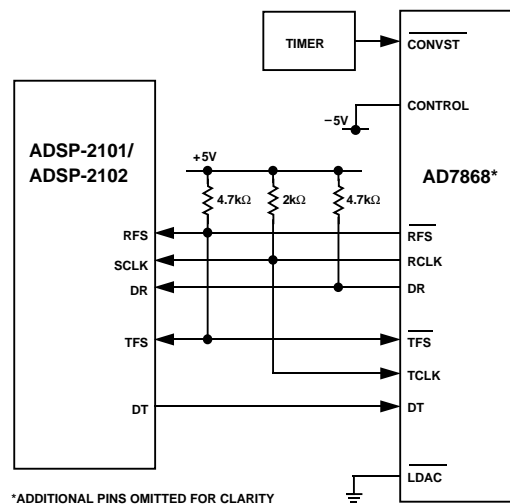 TIMER
CONVST
CONTROL
−5V
ADSP-2101/
ADSP-2102
+5V
AD7868*
4.7kΩ
2kΩ
4.7kΩ
RFS
RFS
SCLK
RCLK
DR
DR
TFS
TFS
TCLK
DT
DT
LDAC
*ADDITIONAL PINS OMITTED FOR CLARITY